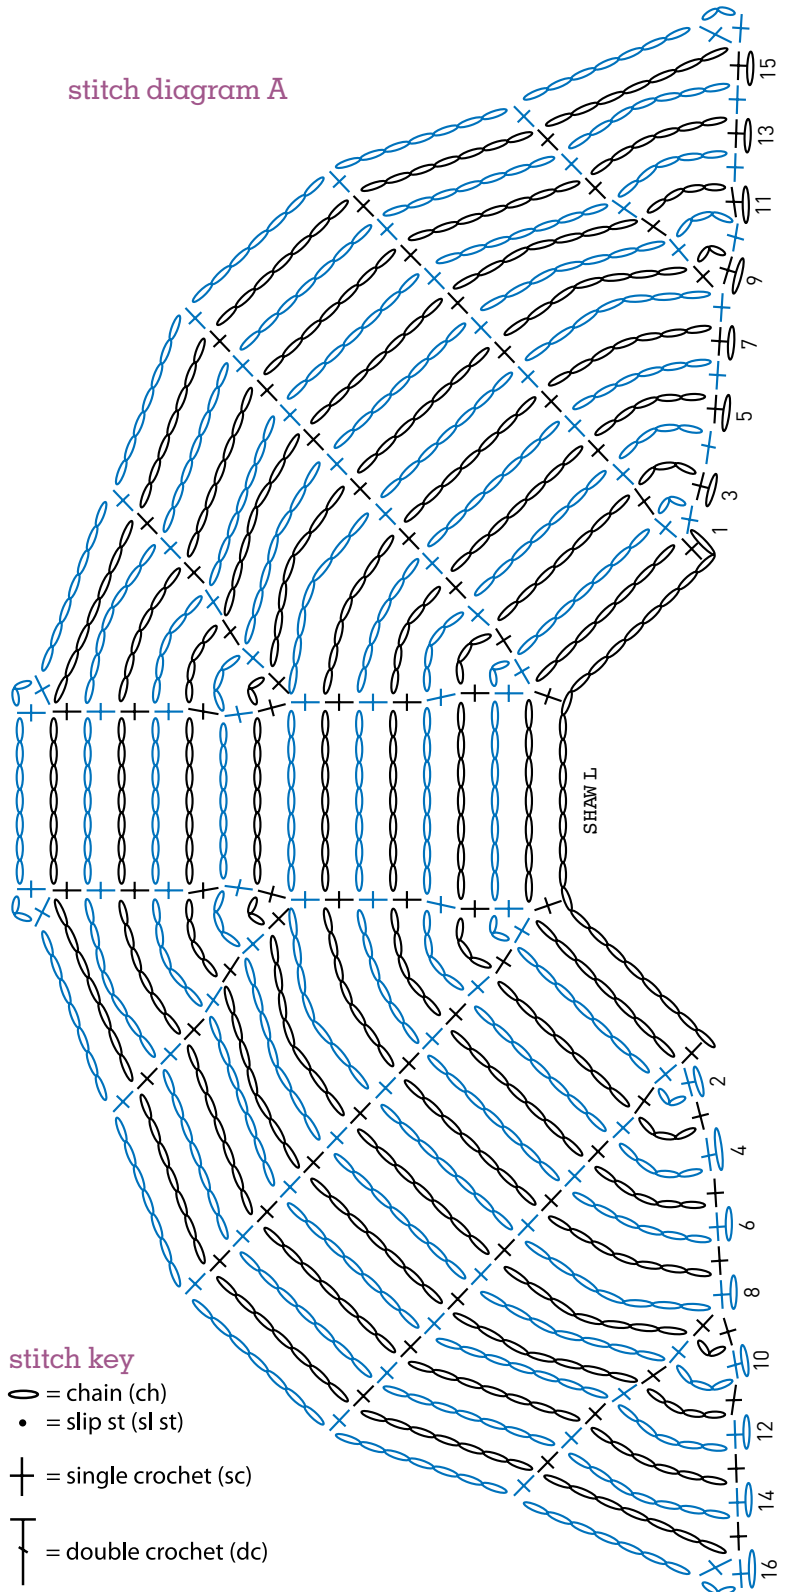 stitch diagram A
15
13
11
9
7
5
3
1
SHAWL
2
4
6
8
10
12
14
16
stitch key
= chain (ch)
= slip st (sl st)
= single crochet (sc)
= double crochet (dc)